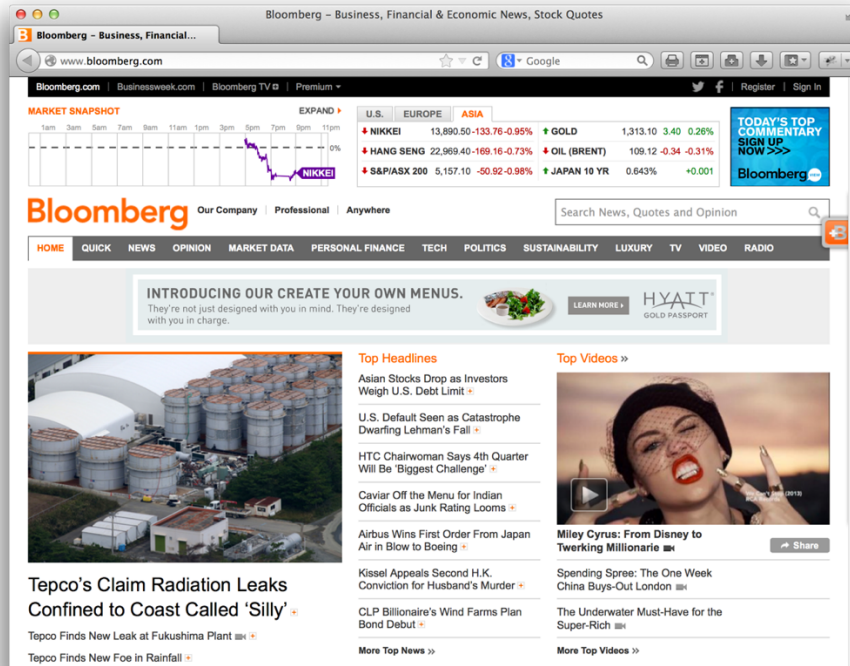 Bloomberg – Business, Financial & Economic News, Stock Quotes
Bloomberg – Business, Financial...
www.bloomberg.com
Google
Bloomberg.com
Businessweek.com
Bloomberg TV
Premium
Register
Sign In
MARKET SNAPSHOT
EXPAND
1am 3am 5am 7am 9am 11am 1pm 3pm 5pm 7pm 9pm 11pm
0%
NIKKEI
U.S. EUROPE ASIA
NIKKEI 13,890.50 -133.76 -0.95%
GOLD 1,313.10 3.40 0.26%
HANG SENG 22,969.40 -169.16 -0.73%
OIL (BRENT) 109.12 -0.34 -0.31%
S&P/ASX 200 5,157.10 -50.92 -0.98%
JAPAN 10 YR 0.643% +0.001
TODAY'S TOP
COMMENTARY
SIGN UP
NOW >>>
Bloomberg view
Bloomberg
Our Company
Professional
Anywhere
Search News, Quotes and Opinion
HOME QUICK NEWS OPINION MARKET DATA PERSONAL FINANCE TECH POLITICS SUSTAINABILITY LUXURY TV VIDEO RADIO
INTRODUCING OUR CREATE YOUR OWN MENUS.
They're not just designed with you in mind. They're designed
with you in charge.
LEARN MORE
HYATT
GOLD PASSPORT
Tepco's Claim Radiation Leaks
Confined to Coast Called 'Silly'
Tepco Finds New Leak at Fukushima Plant
Tepco Finds New Foe in Rainfall
Top Headlines
Asian Stocks Drop as Investors
Weigh U.S. Debt Limit
U.S. Default Seen as Catastrophe
Dwarfing Lehman's Fall
HTC Chairwoman Says 4th Quarter
Will Be 'Biggest Challenge'
Caviar Off the Menu for Indian
Officials as Junk Rating Looms
Airbus Wins First Order From Japan
Air in Blow to Boeing
Kissel Appeals Second H.K.
Conviction for Husband's Murder
CLP Billionaire's Wind Farms Plan
Bond Debut
More Top News »
Top Videos »
Miley Cyrus: From Disney to
Twerking Millionarie
Share
Spending Spree: The One Week
China Buys-Out London
The Underwater Must-Have for the
Super-Rich
More Top Videos »